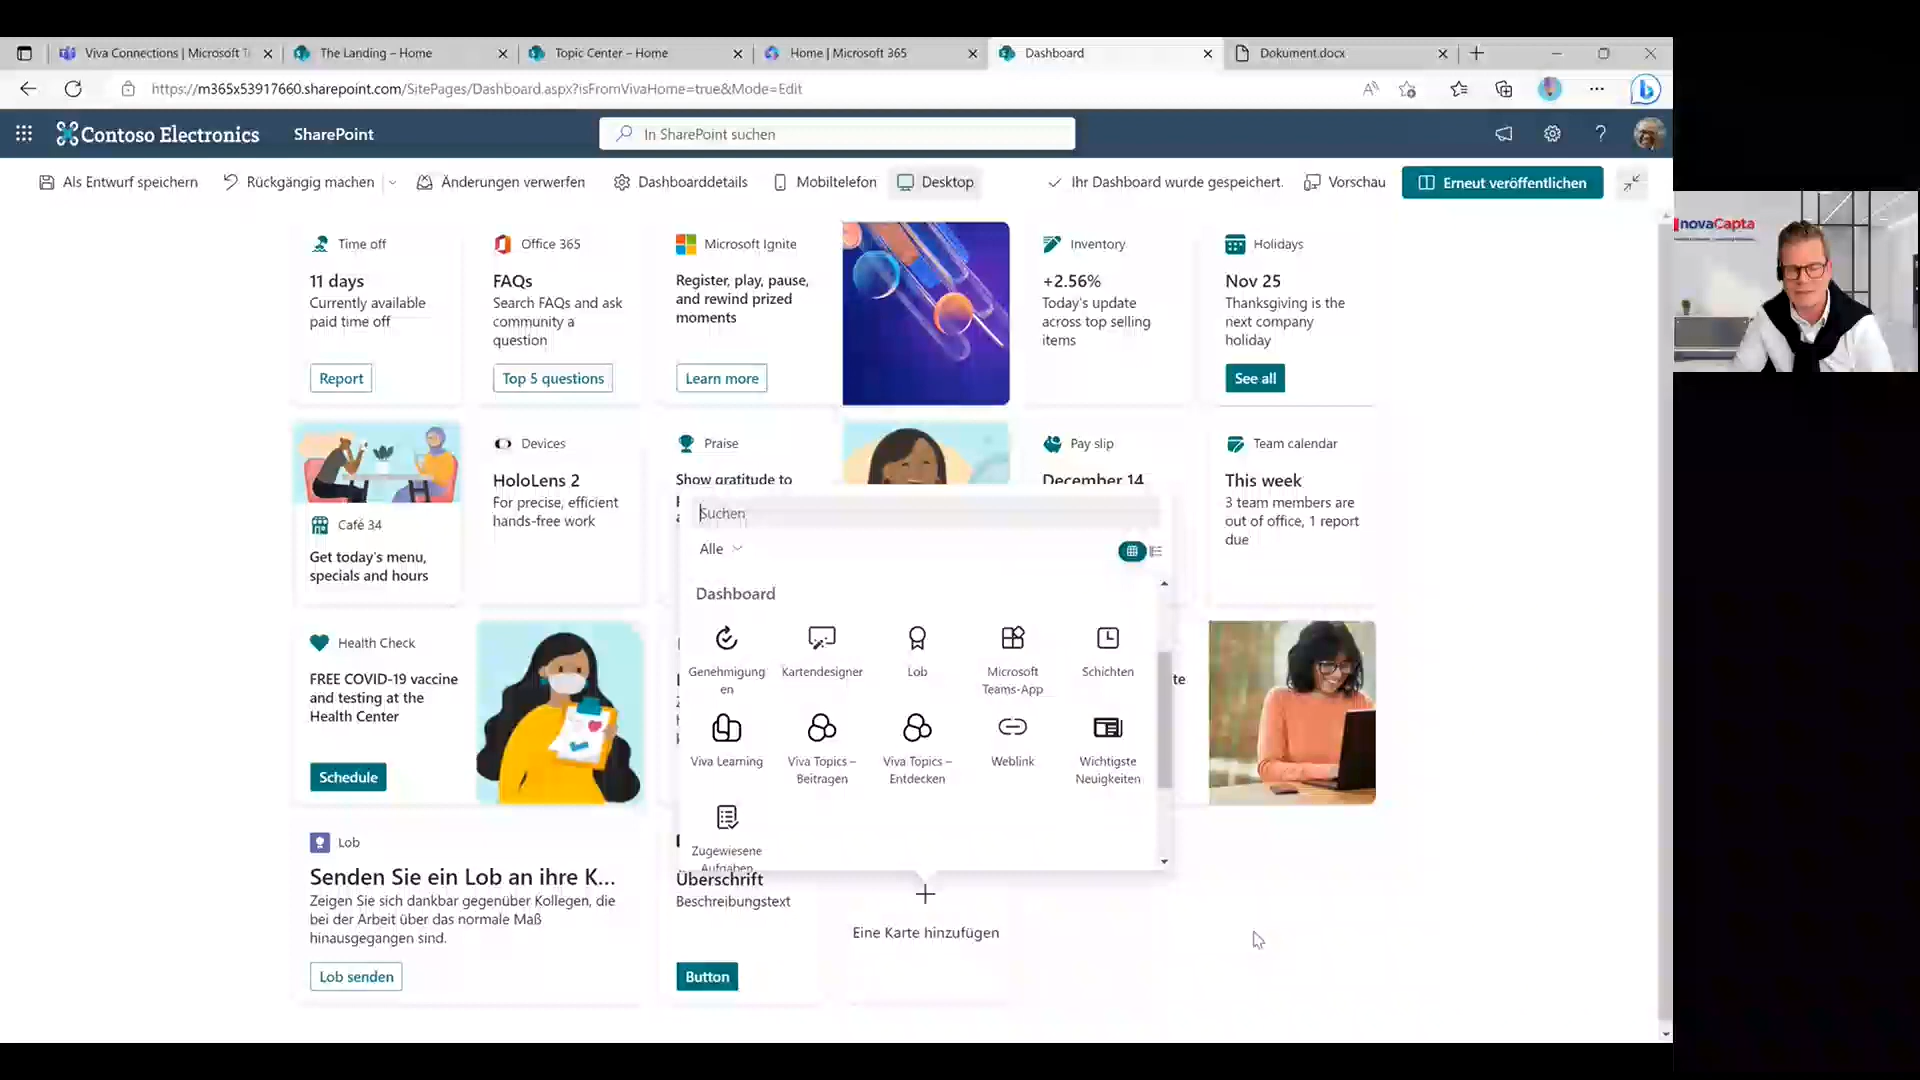 Viva Connections | Microsoft T
The Landing – Home
Topic Center – Home
Home | Microsoft 365
Dashboard
Dokument.docx
https://m365x53917660.sharepoint.com/SitePages/Dashboard.aspx?isFromVivaHome=true&Mode=Edit
Contoso Electronics
SharePoint
In SharePoint suchen
Als Entwurf speichern
Rückgängig machen
Änderungen verwerfen
Dashboarddetails
Mobiltelefon
Desktop
Ihr Dashboard wurde gespeichert.
Vorschau
Erneut veröffentlichen
novaCapta
Time off
11 days
Currently available
paid time off
Report
Office 365
FAQs
Search FAQs and ask
community a
question
Top 5 questions
Microsoft Ignite
Register, play, pause,
and rewind prized
moments
Learn more
Inventory
+2.56%
Today's update
across top selling
items
Holidays
Nov 25
Thanksgiving is the
next company
holiday
See all
Café 34
Get today's menu,
specials and hours
Devices
HoloLens 2
For precise, efficient
hands-free work
Praise
Show gratitude to
Pay slip
December 14
Team calendar
This week
3 team members are
out of office, 1 report
due
Suchen
Alle
Dashboard
Genehmigung
en
Kartendesigner
Lob
Microsoft
Teams-App
Schichten
Viva Learning
Viva Topics –
Beitragen
Viva Topics –
Entdecken
Weblink
Wichtigste
Neuigkeiten
Zugewiesene
Aufgaben
Health Check
FREE COVID-19 vaccine
and testing at the
Health Center
Schedule
te
Lob
Senden Sie ein Lob an ihre K...
Zeigen Sie sich dankbar gegenüber Kollegen, die
bei der Arbeit über das normale Maß
hinausgegangen sind.
Lob senden
Überschrift
Beschreibungstext
Button
Eine Karte hinzufügen